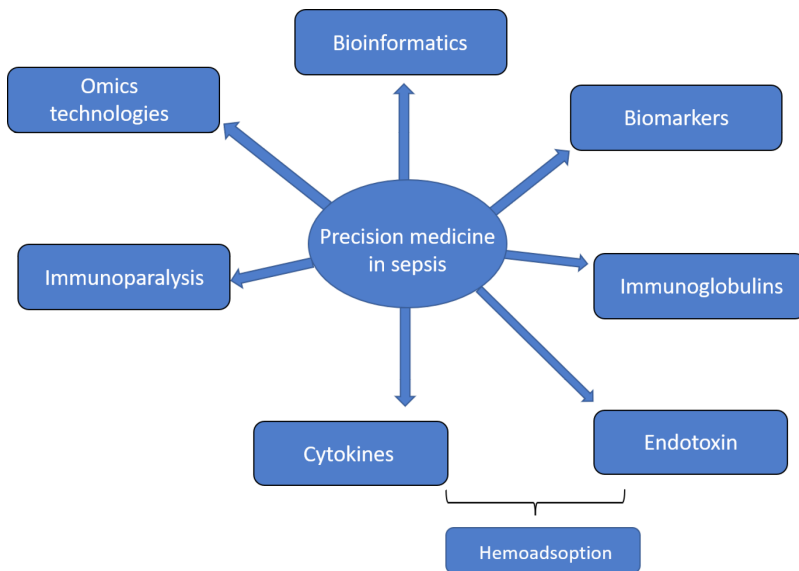 Bioinformatics
Omics
technologies
Biomarkers
Precision medicine
in sepsis
Immunoparalysis
Immunoglobulins
Cytokines
Endotoxin
Hemoadsoption